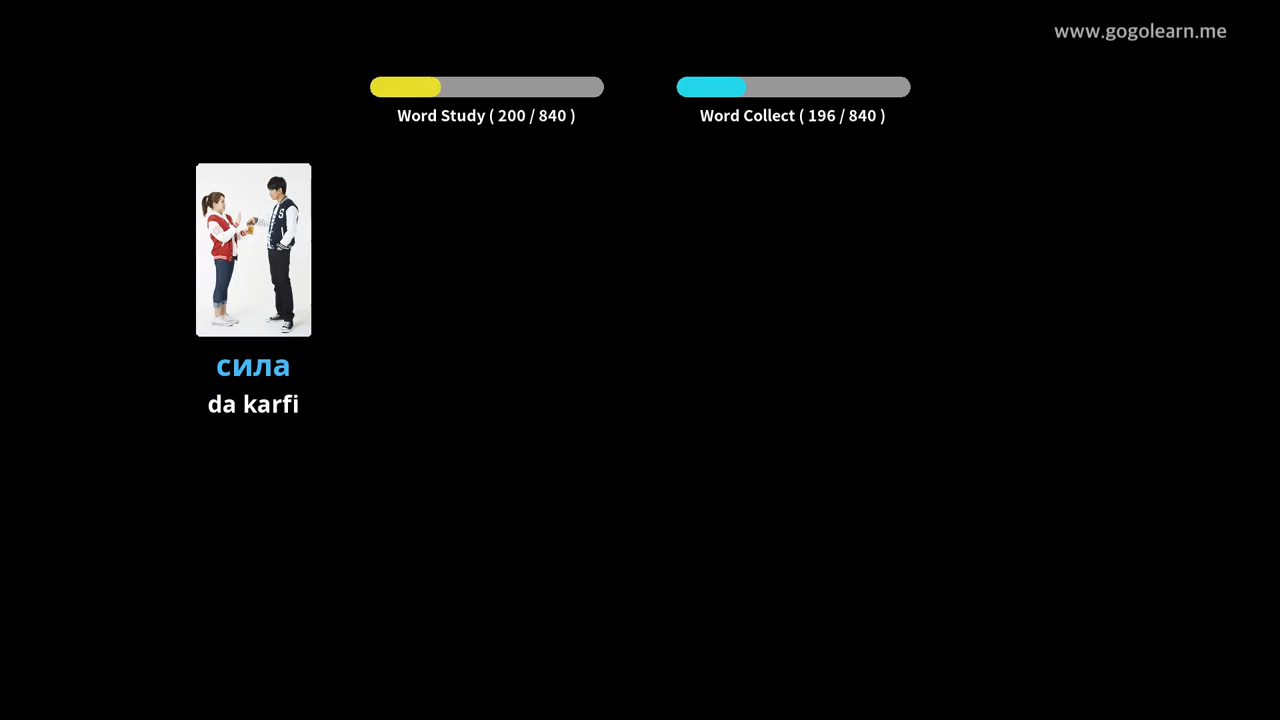 www.gogolearn.me
Word Study ( 200 / 840 )
Word Collect ( 196 / 840 )
сила
da karfi